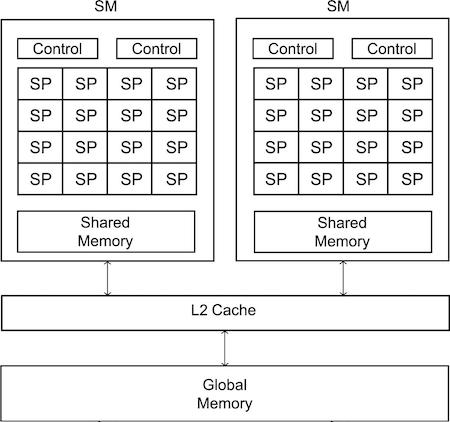 SM SM
Control Control Control Control
SP SP SP SP SP SP SP SP
SP SP SP SP SP SP SP SP
SP SP SP SP SP SP SP SP
SP SP SP SP SP SP SP SP
Shared Shared
Memory Memory
L2 Cache
Global
Memory